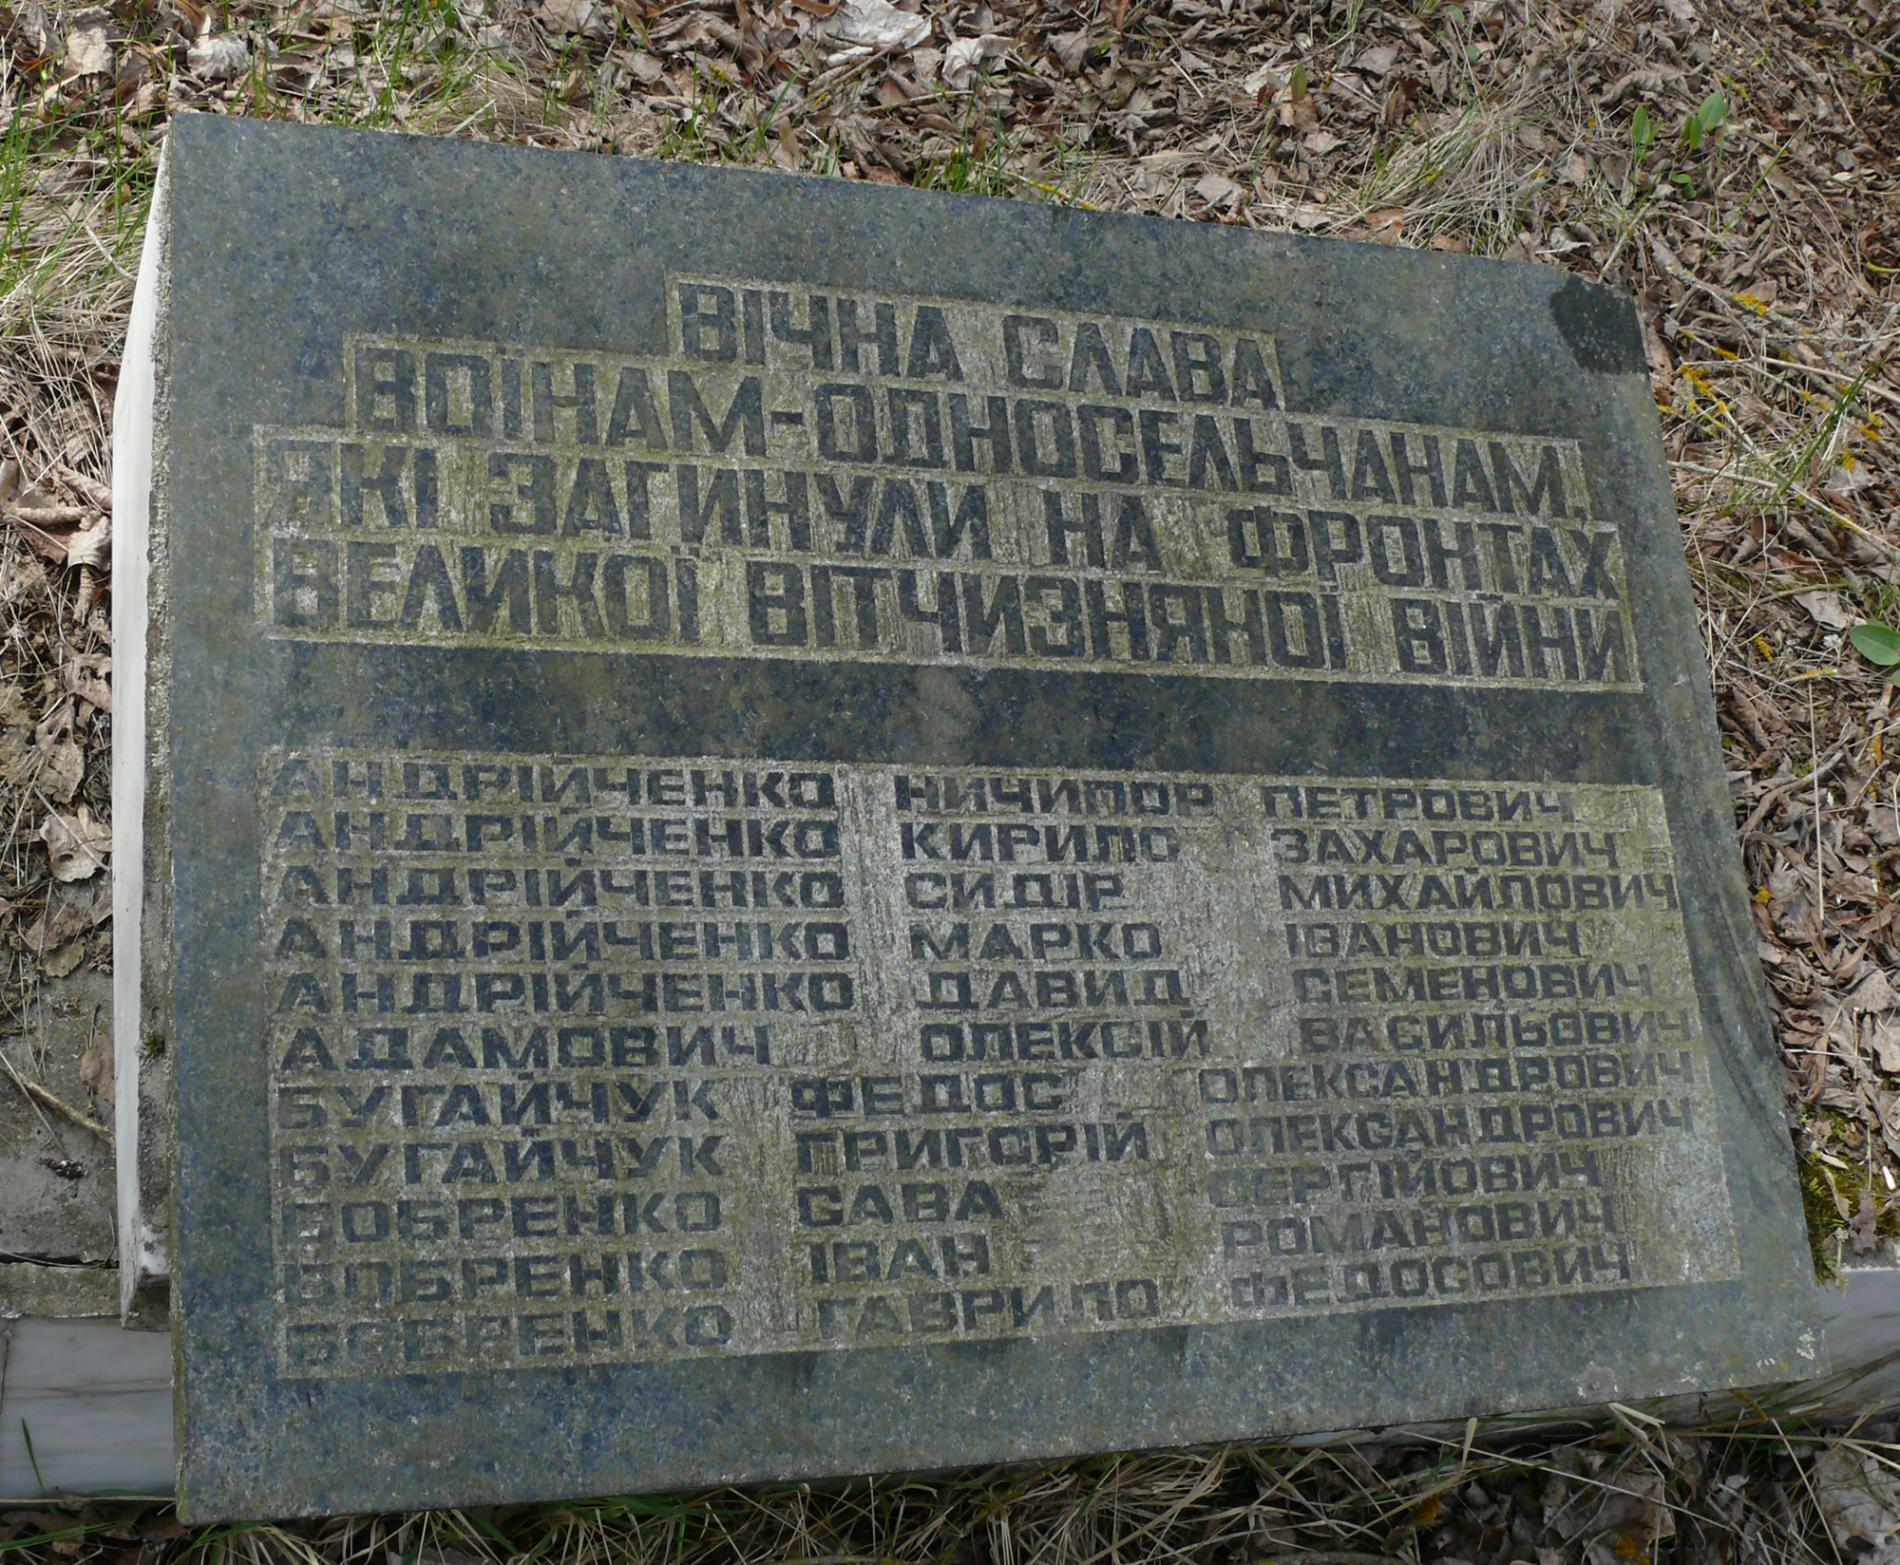 ВІЧНА СЛАВА
ВОЇНАМ-ОДНОСЕЛЬЧАНАМ,
ЯКІ ЗАГИНУЛИ НА ФРОНТАХ
ВЕЛИКОЇ ВІТЧИЗНЯНОЇ ВІЙНИ
АНДРІЙЧЕНКО НИЧИПОР ПЕТРОВИЧ
АНДРІЙЧЕНКО КИРИЛО ЗАХАРОВИЧ
АНДРІЙЧЕНКО СИДІР МИХАЙЛОВИЧ
АНДРІЙЧЕНКО МАРКО ІВАНОВИЧ
АНДРІЙЧЕНКО ДАВИД СЕМЕНОВИЧ
АДАМОВИЧ ОЛЕКСІЙ ВАСИЛЬОВИЧ
БУГАЙЧУК ФЕДОС ОЛЕКСАНДРОВИЧ
БУГАЙЧУК ГРИГОРІЙ ОЛЕКСАНДРОВИЧ
БОБРЕНКО САВА СЕРГІЙОВИЧ
БОБРЕНКО ІВАН РОМАНОВИЧ
БОБРЕНКО ГАВРИЛО ФЕДОСОВИЧ